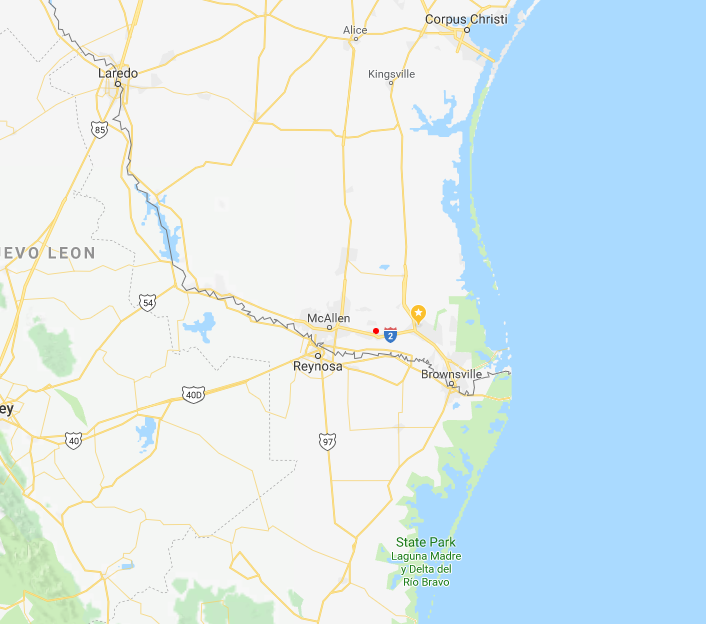 Corpus Christi
Alice
Laredo
Kingsville
85
UEVO LEON
54
McAllen
2
Reynosa
Brownsville
40D
ey
40
97
State Park
Laguna Madre
y Delta del
Río Bravo